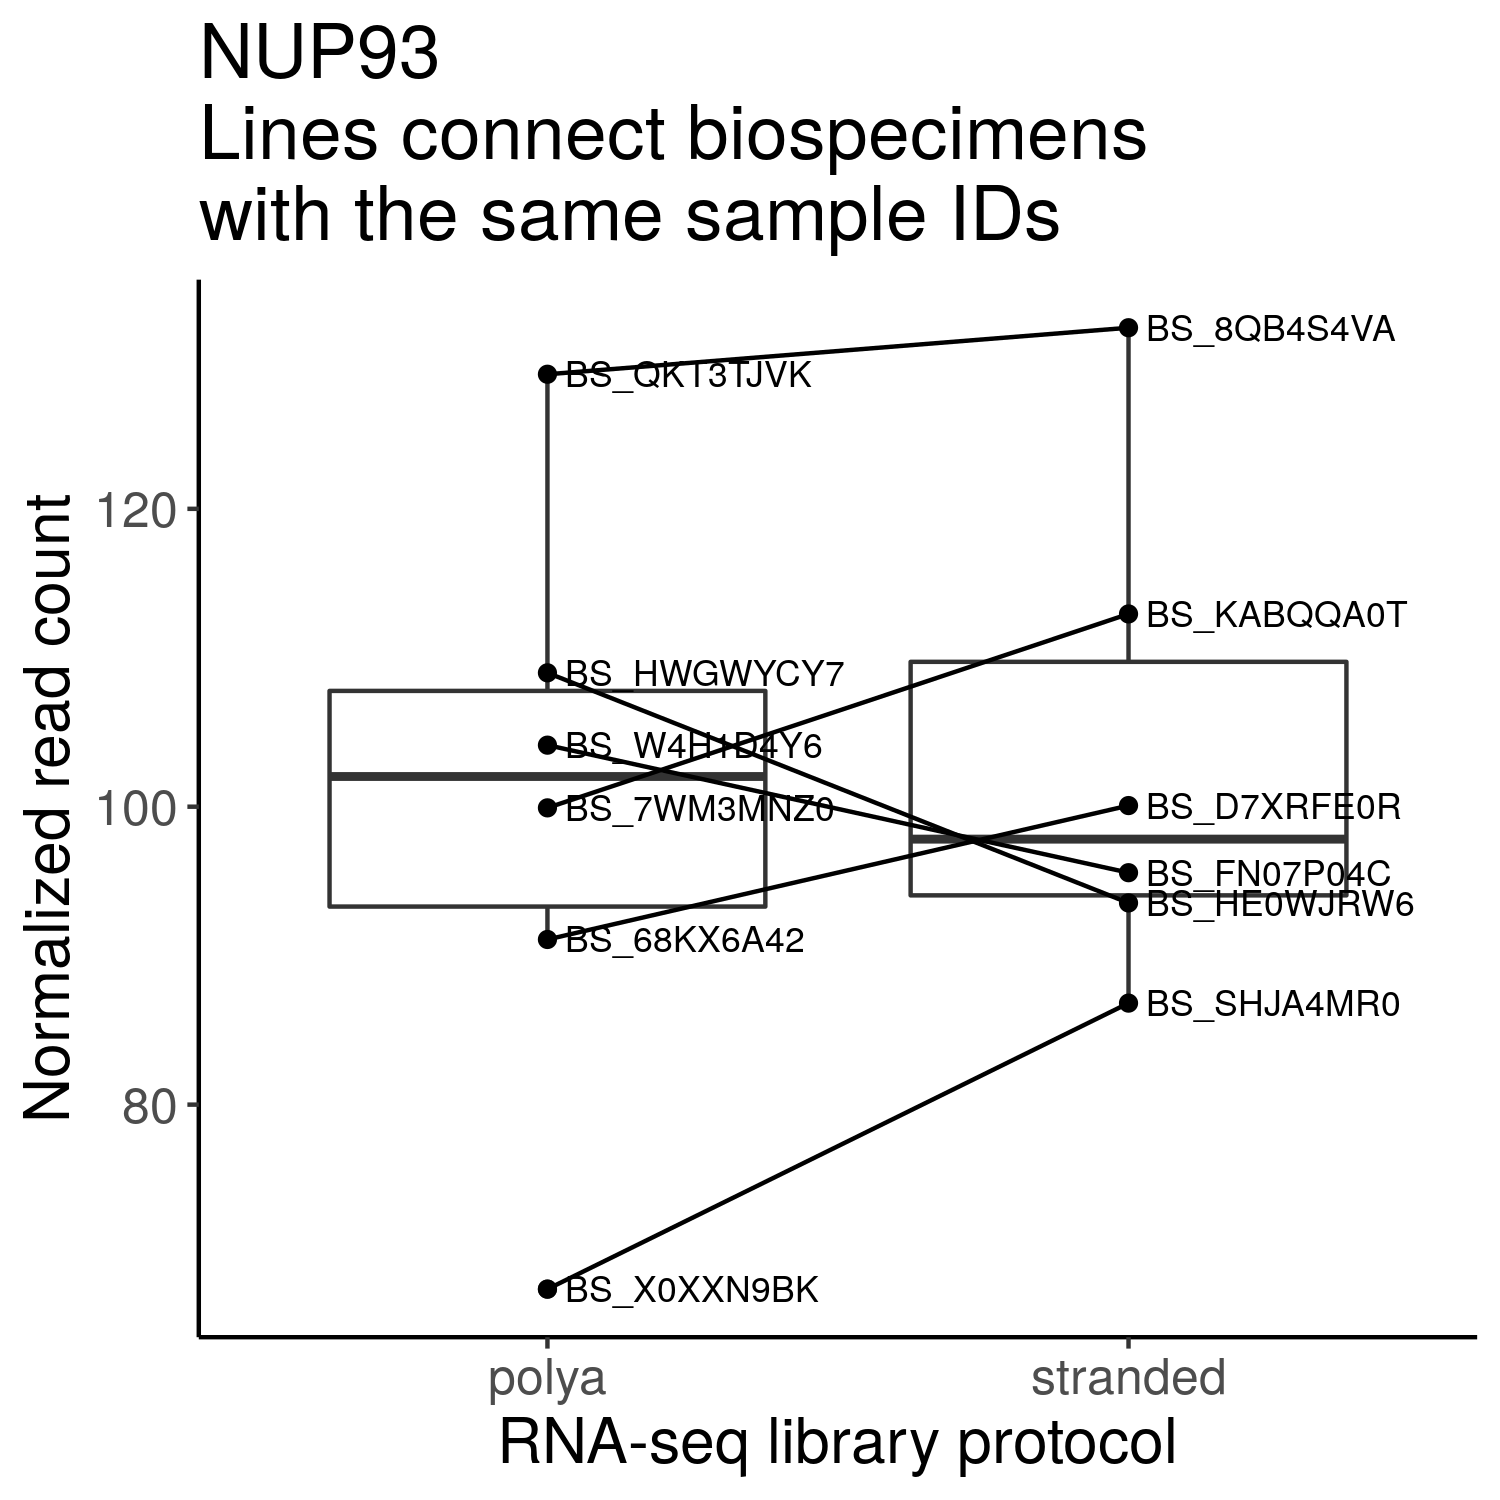 NUP93
Lines connect biospecimens
with the same sample IDs
Normalized read count
120
100
80
BS_QKT3TJVK
BS_HWGWYCY7
BS_W4H1D4Y6
BS_7WM3MNZ0
BS_68KX6A42
BS_X0XXN9BK
BS_8QB4S4VA
BS_KABQQA0T
BS_D7XRFE0R
BS_FN07P04C
BS_HE0WJRW6
BS_SHJA4MR0
polya
stranded
RNA-seq library protocol